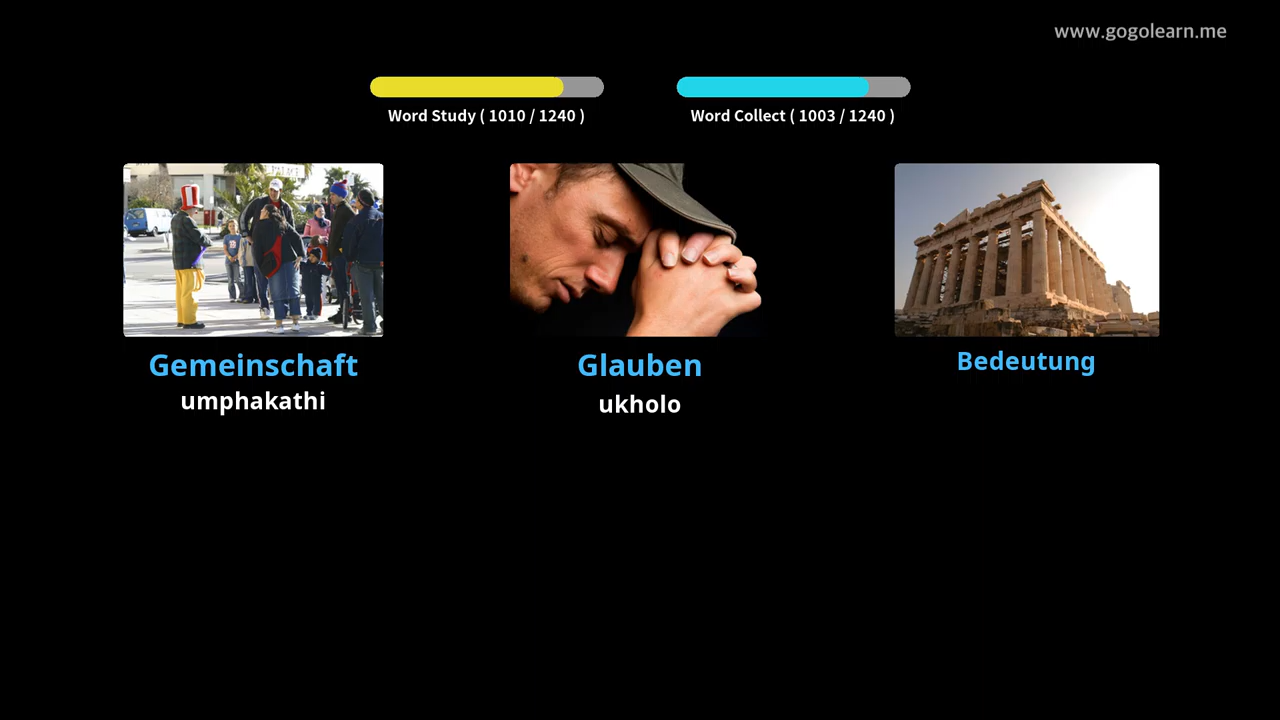 www.gogolearn.me
Word Study ( 1010 / 1240 )
Word Collect ( 1003 / 1240 )
Gemeinschaft
umphakathi
Glauben
ukholo
Bedeutung